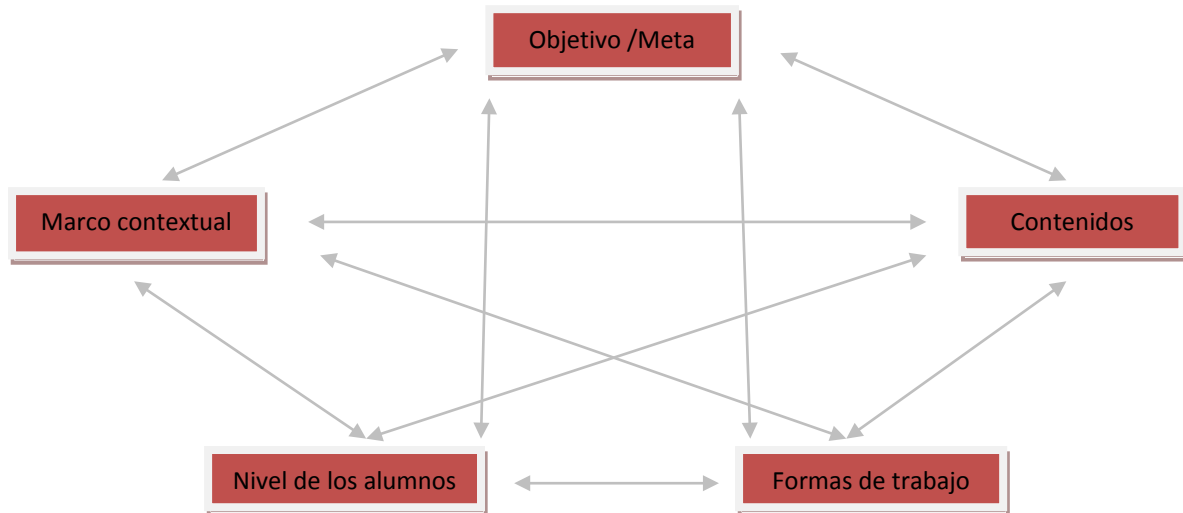 Objetivo /Meta
Marco contextual
Contenidos
Nivel de los alumnos
Formas de trabajo